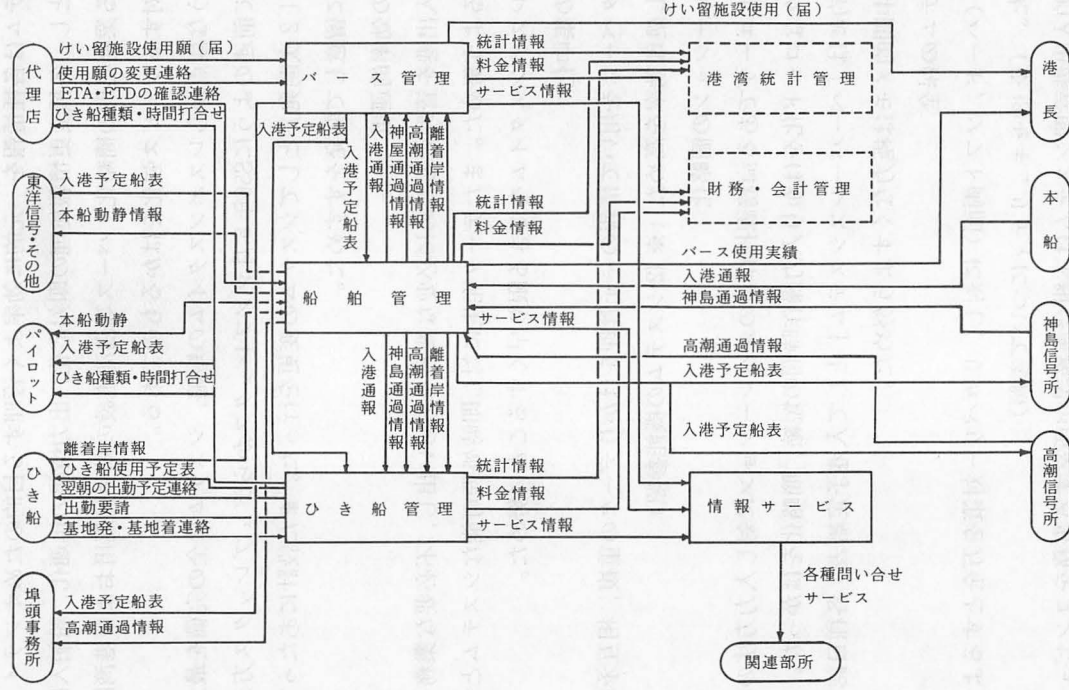 けい留施設使用(届)
代理店
けい留施設使用願(届)
使用願の変更連絡
ETA・ETDの確認連絡
ひき船種類・時間打合せ
バース管理
統計情報
料金情報
サービス情報
港湾統計管理
港長
入港予定船表
入港予定船表
入港通報
神屋通過情報
高潮通過情報
離着岸情報
財務・会計管理
東洋信号・その他
入港予定船表
本船動静情報
統計情報
料金情報
本船
船舶管理
バース使用実績
入港通報
神島通過情報
サービス情報
神島信号所
パイロット
本船動静
入港予定船表
ひき船種類・時間打合せ
入港通報
神島通過情報
高潮通過情報
離着岸情報
高潮通過情報
入港予定船表
入港予定船表
高潮信号所
ひき船
離着岸情報
ひき船使用予定表
翌朝の出勤予定連絡
出動要請
基地発・基地着連絡
ひき船管理
統計情報
料金情報
サービス情報
情報サービス
埠頭事務所
入港予定船表
高潮通過情報
各種問い合せ
サービス
関連部所